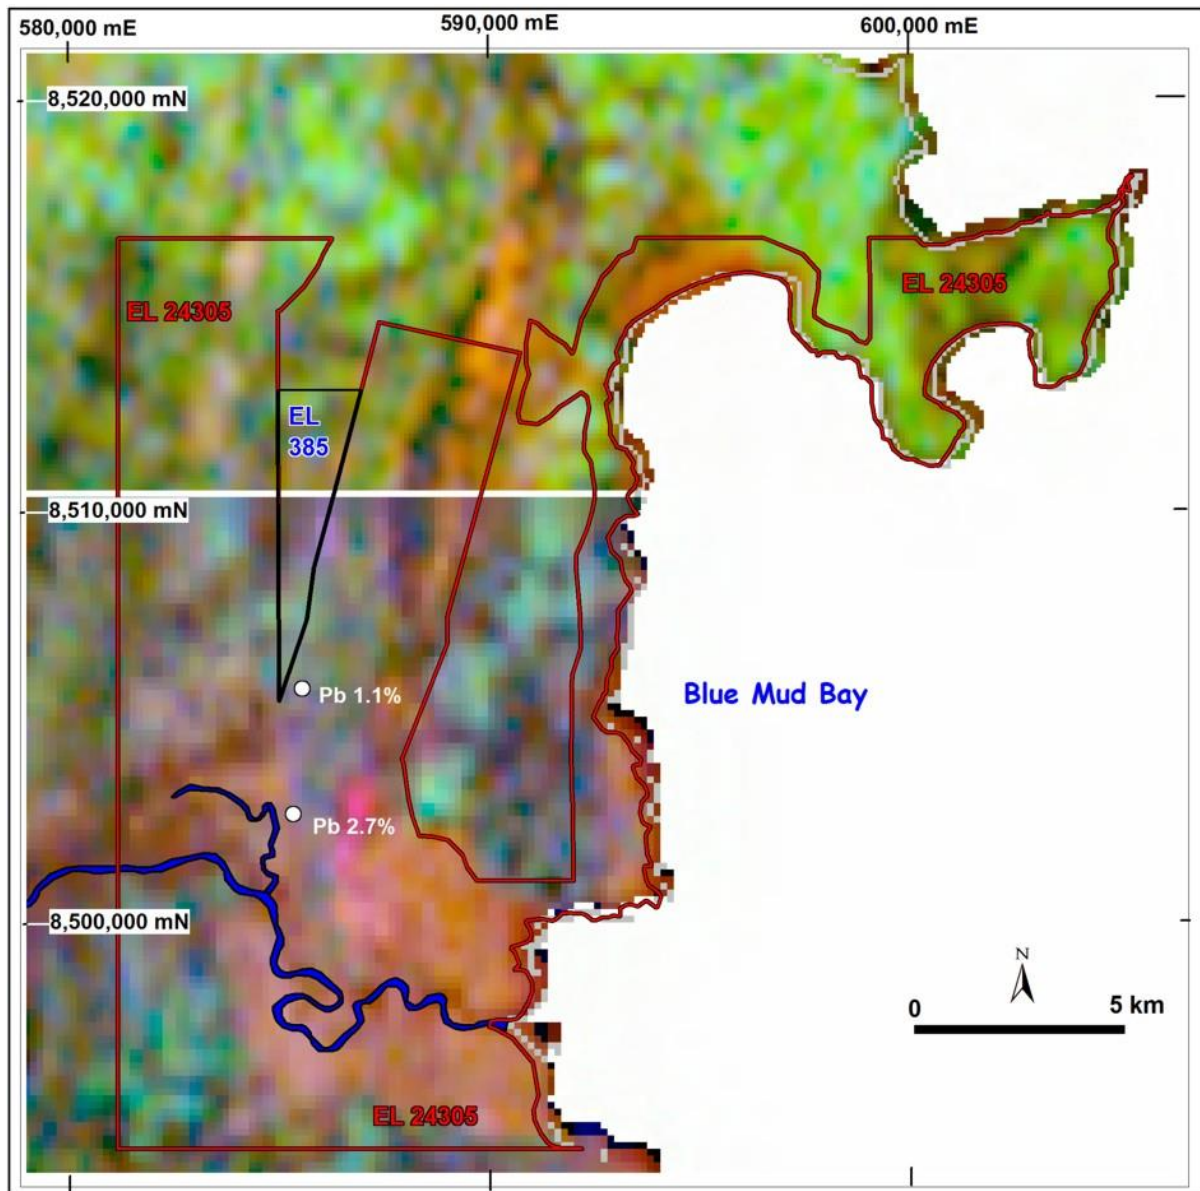 580,000 mE
590,000 mE
600,000 mE
8,520,000 mN
EL 24305
EL 24305
EL
385
8,510,000 mN
Pb 1.1%
Blue Mud Bay
Pb 2.7%
8,500,000 mN
N
0
5 km
EL 24305